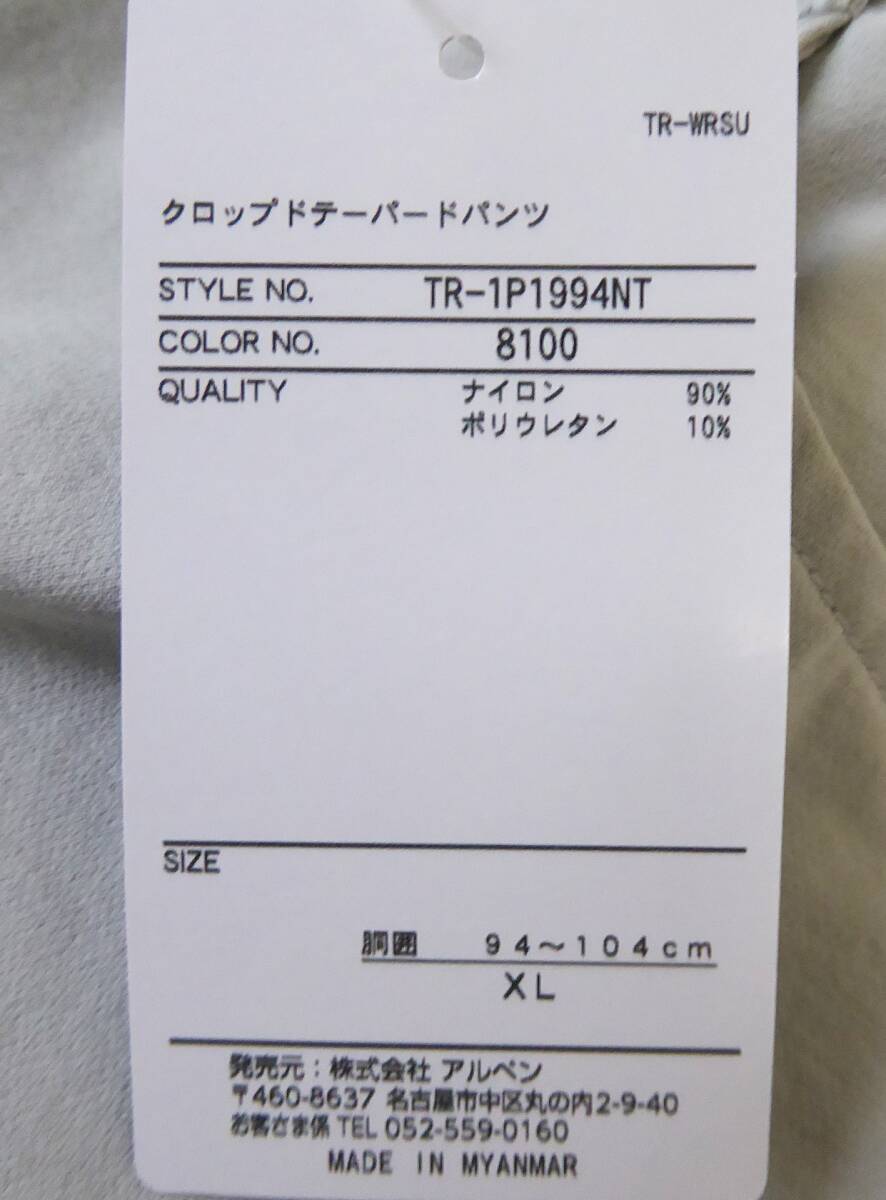 TR-WRSU
クロップドテーパードパンツ
STYLE NO. TR-1P1994NT
COLOR NO. 8100
QUALITY ナイロン 90%
ポリウレタン 10%
SIZE
胴囲 94~104cm
XL
発売元:株式会社 アルペン
〒460-8637 名古屋市中区丸の内2-9-40
お客さま係 TEL 052-559-0160
MADE IN MYANMAR